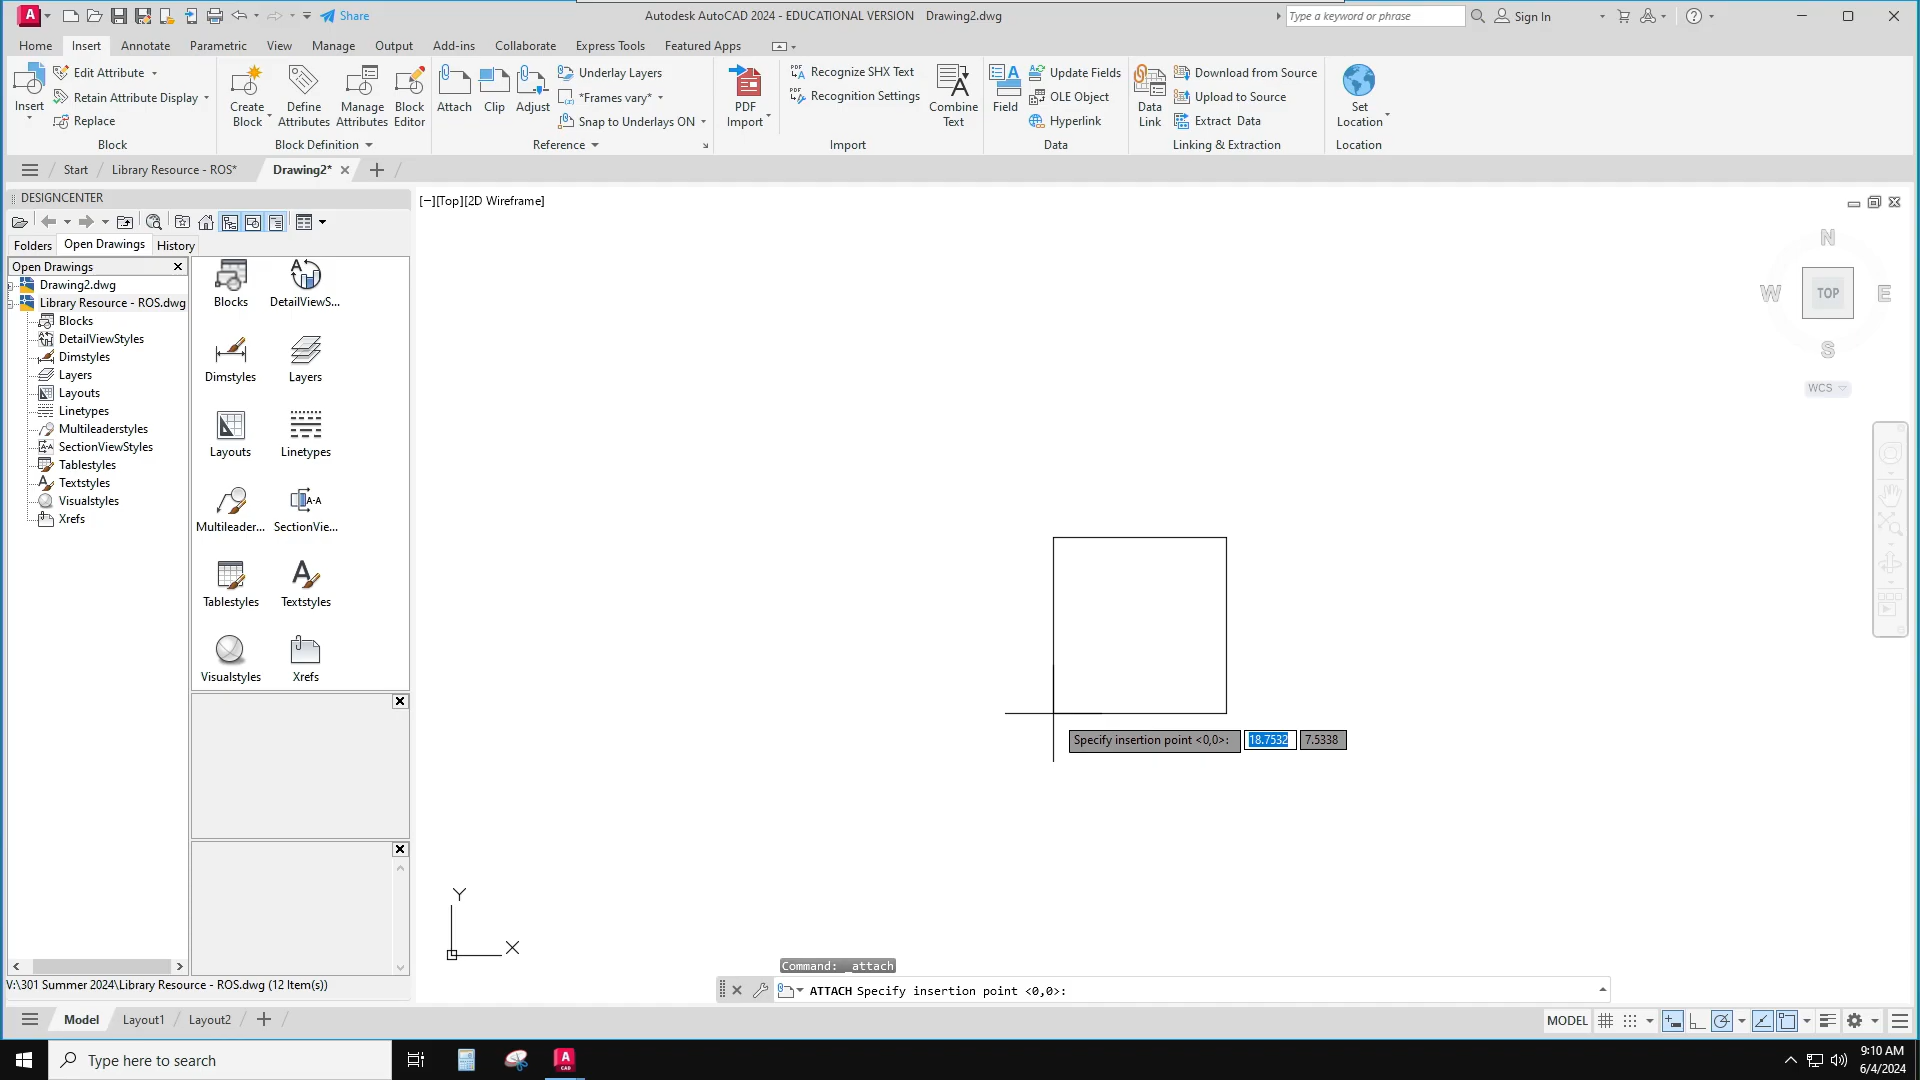 Share
Autodesk AutoCAD 2024 - EDUCATIONAL VERSION Drawing2.dwg
Type a keyword or phrase
Sign In
Home Insert Annotate Parametric View Manage Output Add-ins Collaborate Express Tools Featured Apps
Insert
Edit Attribute
Retain Attribute Display
Replace
Block
Create Block
Define Attributes
Manage Attributes
Block Editor
Block Definition
Attach
Clip
Adjust
Underlay Layers
*Frames vary*
Snap to Underlays ON
Reference
PDF Import
Recognize SHX Text
Recognition Settings
Combine Text
Import
Field
Update Fields
OLE Object
Hyperlink
Data
Data Link
Download from Source
Upload to Source
Extract Data
Linking & Extraction
Set Location
Location
Start
Library Resource - ROS*
Drawing2*
DESIGNCENTER
Folders Open Drawings History
Open Drawings
Drawing2.dwg
Library Resource - ROS.dwg
Blocks
DetailViewStyles
Dimstyles
Layers
Layouts
Linetypes
Multileaderstyles
SectionViewStyles
Tablestyles
Textstyles
Visualstyles
Xrefs
Blocks DetailViewS...
Dimstyles Layers
Layouts Linetypes
Multileader... SectionVie...
Tablestyles Textstyles
Visualstyles Xrefs
V:\301 Summer 2024\Library Resource - ROS.dwg (12 Item(s))
[−][Top][2D Wireframe]
N
W TOP E
S
WCS
Specify insertion point <0,0>: 18.7532 7.5338
Y
X
Command: _attach
ATTACH Specify insertion point <0,0>:
Model Layout1 Layout2
MODEL
Type here to search
9:10 AM
6/4/2024